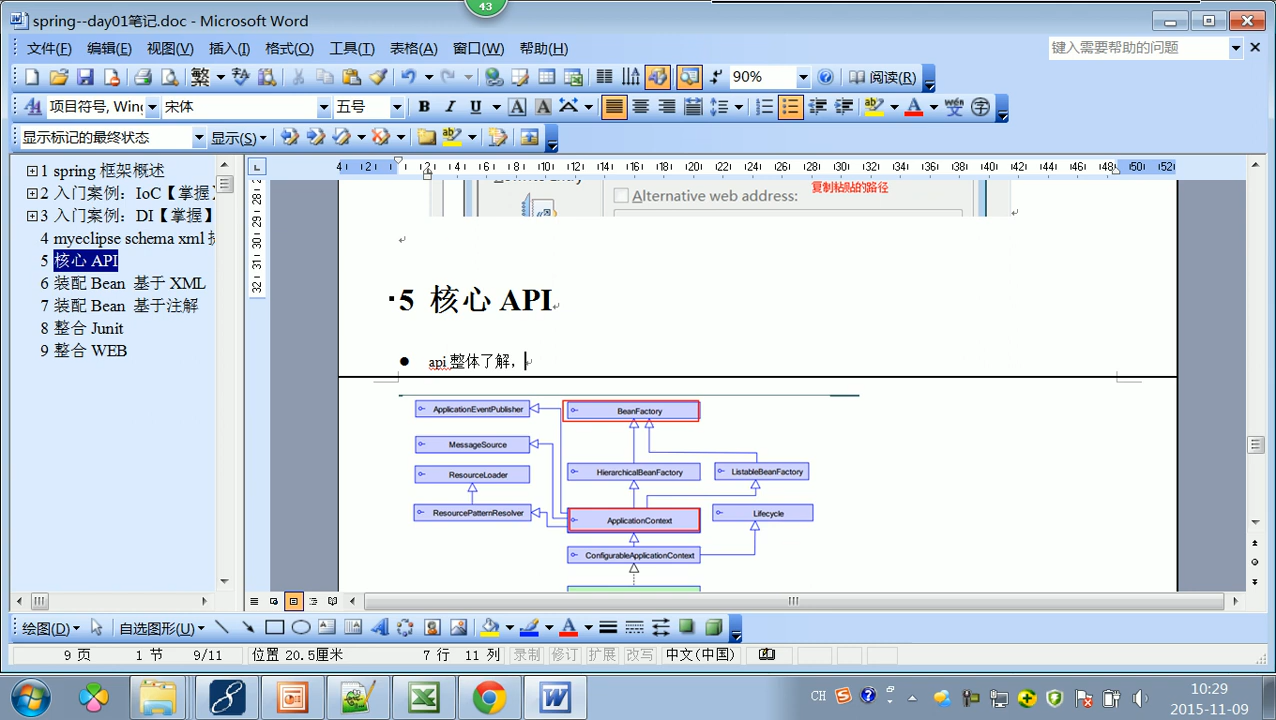 43
spring--day01笔记.doc - Microsoft Word
文件(F) 编辑(E) 视图(V) 插入(I) 格式(O) 工具(T) 表格(A) 窗口(W) 帮助(H) 键入需要帮助的问题
繁 90% 阅读(R)
项目符号, Wing 宋体 五号 B I U A A A wén 字
显示标记的最终状态 显示(S)
1 spring 框架概述
2 入门案例：IoC【掌握】
3 入门案例：DI【掌握】
4 myeclipse schema xml
5 核心 API
6 装配 Bean 基于 XML
7 装配 Bean 基于注解
8 整合 Junit
9 整合 WEB
Alternative web address:
复制粘贴的路径
5 核心 API
● api 整体了解，
ApplicationEventPublisher BeanFactory
MessageSource
ResourceLoader HierarchicalBeanFactory ListableBeanFactory
ResourcePatternResolver ApplicationContext Lifecycle
ConfigurableApplicationContext
绘图(D) 自选图形(U)
9 页 1 节 9/11 位置 20.5厘米 7 行 11 列 录制 修订 扩展 改写 中文(中国)
CH 10:29
2015-11-09